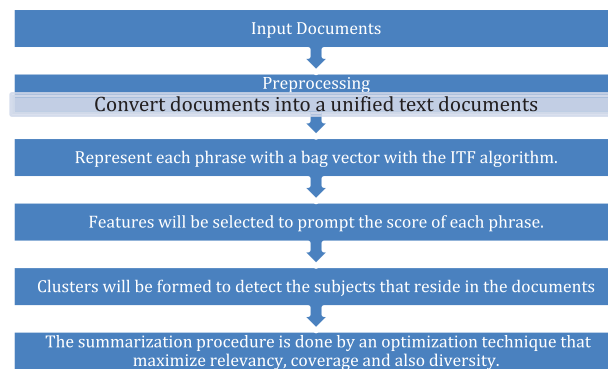 Input Documents
Preprocessing
Convert documents into a unified text documents
Represent each phrase with a bag vector with the ITF algorithm.
Features will be selected to prompt the score of each phrase.
Clusters will be formed to detect the subjects that reside in the documents
The summarization procedure is done by an optimization technique that
maximize relevancy, coverage and also diversity.